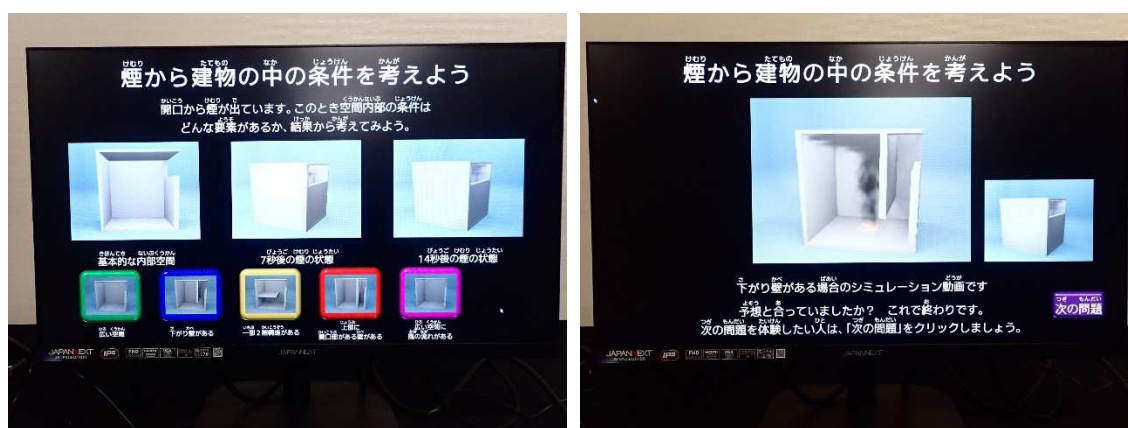 煙から建物の中の条件を考えよう
開口から煙が出ています。このとき空間内部の条件は
どんな要素があるか、結果から考えてみよう。
基本的な内部空間
7秒後の煙の状態
14秒後の煙の状態
広い空間
下がり壁がある
一部2層構造がある
上部に
開口部がある壁がある
広い空間に
風の流れがある
JAPANNEXT
IPS
FHD
VGA
JAPANNEXT
煙から建物の中の条件を考えよう
下がり壁がある場合のシミュレーション動画です
予想と合っていましたか? これで終わりです。
次の問題を体験したい人は、「次の問題」をクリックしましょう。
次の問題
JAPANNEXT
IPS
FHD
VGA
JAPANNEXT